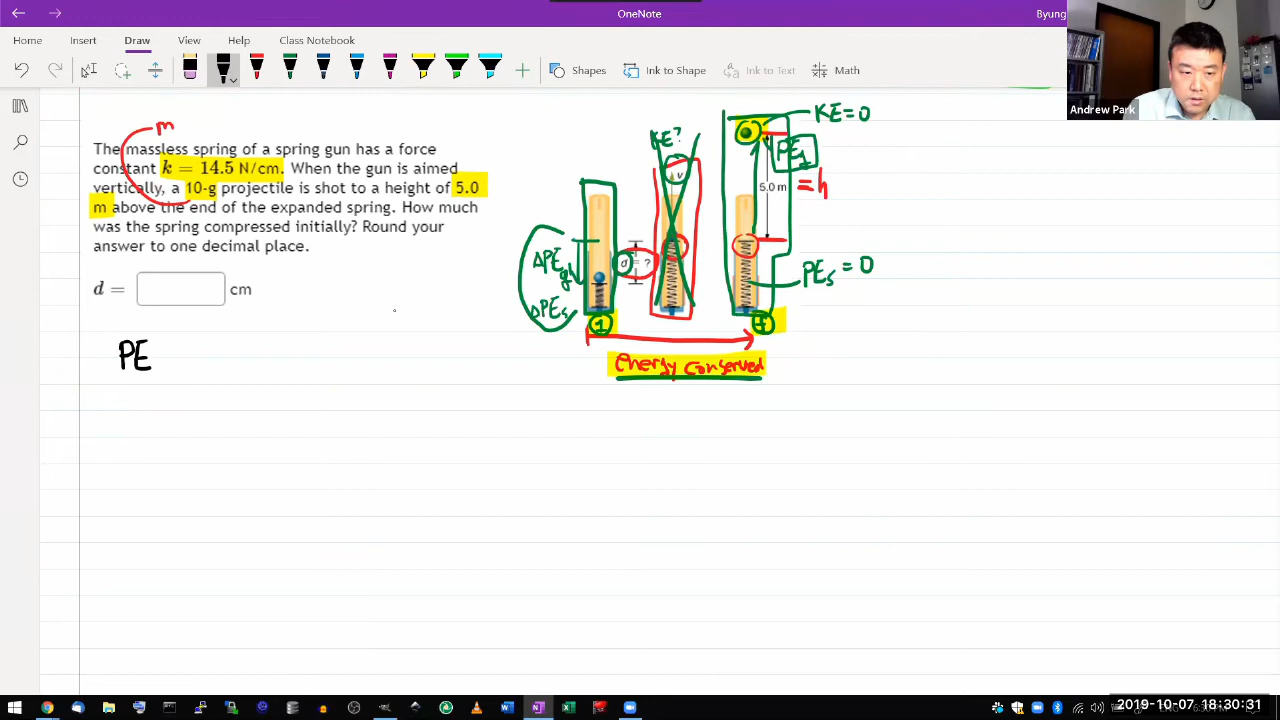 OneNote
Byung
Home Insert Draw View Help Class Notebook
Shapes Ink to Shape Ink to Text Math
Andrew Park
m
The massless spring of a spring gun has a force
constant k = 14.5 N/cm. When the gun is aimed
vertically, a 10-g projectile is shot to a height of 5.0
m above the end of the expanded spring. How much
was the spring compressed initially? Round your
answer to one decimal place.
d = cm
PE
KE?
KE=0
v
5.0 m = h
ΔPEg
d = ?
ΔPEs
PEs = 0
1
Energy conserved
2019-10-07 18:30:31